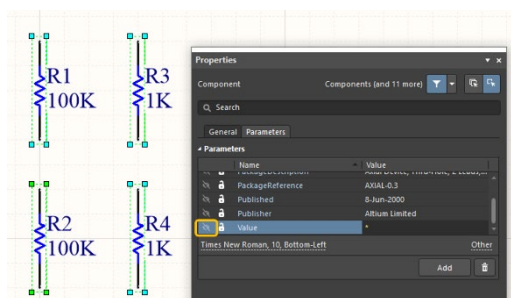 R1
100K
R3
1K
R2
100K
R4
1K
Properties
Component
Components (and 11 more)
Search
General
Parameters
Parameters
Name
Value
PackageReference
AXIAL-0.3
Published
8-Jun-2000
Publisher
Altium Limited
Value
*
Times New Roman, 10, Bottom-Left
Other
Add